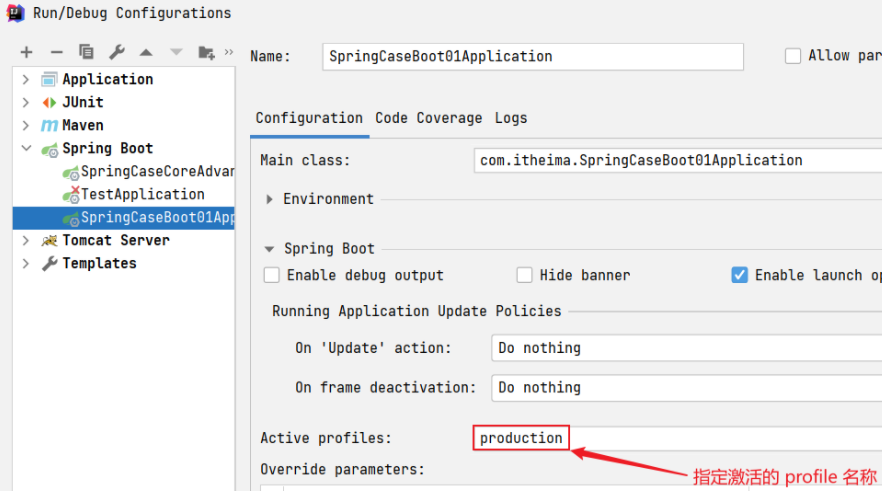 Run/Debug Configurations
Name: SpringCaseBoot01Application Allow par
Application
JUnit
Maven
Spring Boot
SpringCaseCoreAdvan
TestApplication
SpringCaseBoot01App
Tomcat Server
Templates
Configuration Code Coverage Logs
Main class: com.itheima.SpringCaseBoot01Application
Environment
Spring Boot
Enable debug output Hide banner Enable launch op
Running Application Update Policies
On 'Update' action: Do nothing
On frame deactivation: Do nothing
Active profiles: production
指定激活的 profile 名称
Override parameters: